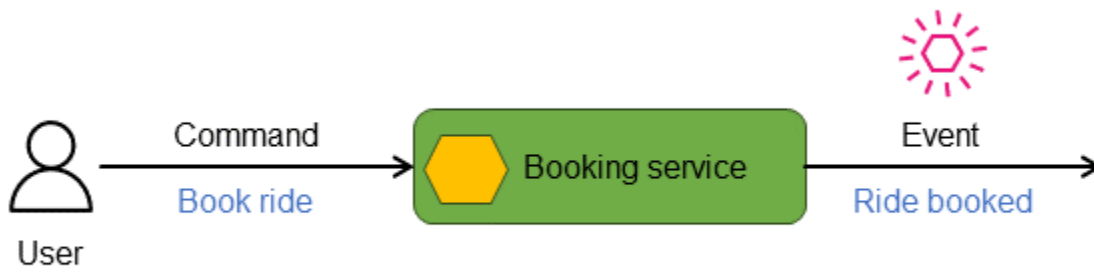 Command
Event
Booking service
Book ride
Ride booked
User